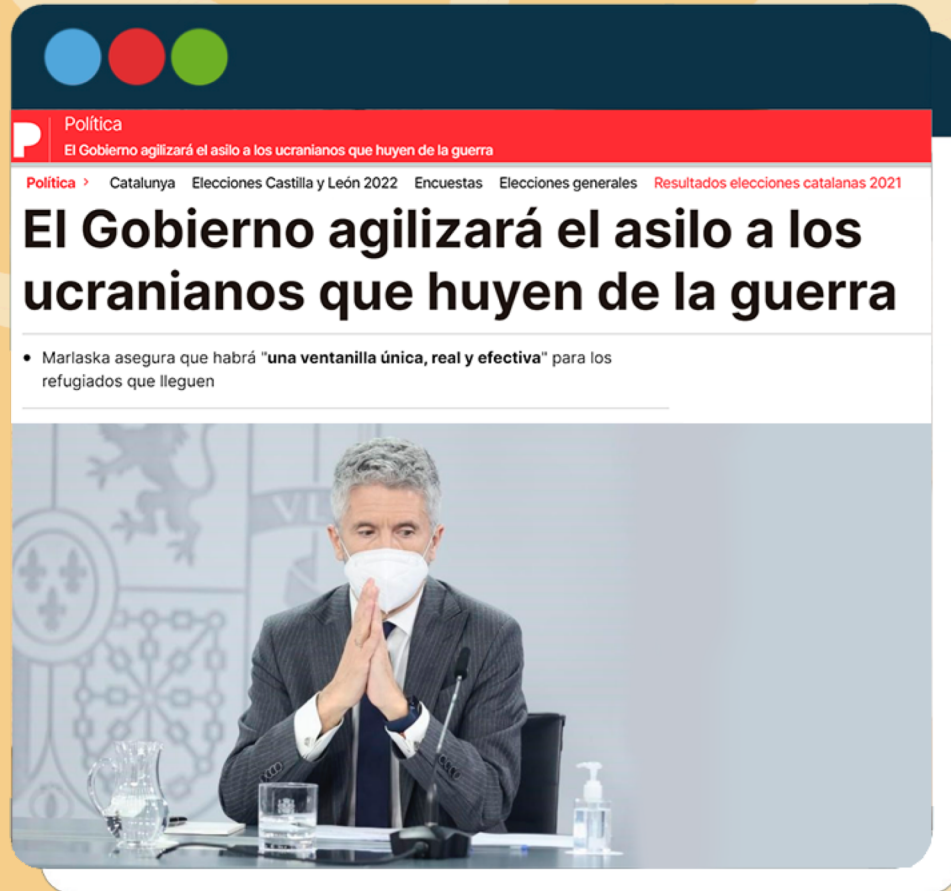 P
Política
El Gobierno agilizará el asilo a los ucranianos que huyen de la guerra
Política > Catalunya Elecciones Castilla y León 2022 Encuestas Elecciones generales Resultados elecciones catalanas 2021
El Gobierno agilizará el asilo a los
ucranianos que huyen de la guerra
• Marlaska asegura que habrá "una ventanilla única, real y efectiva" para los
refugiados que lleguen
VL